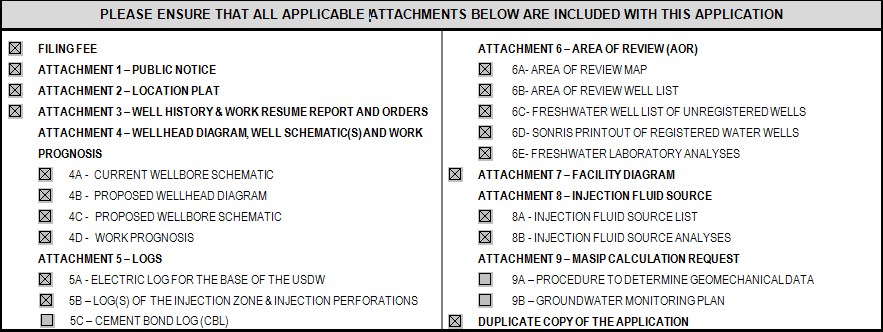 PLEASE ENSURE THAT ALL APPLICABLE ATTACHMENTS BELOW ARE INCLUDED WITH THIS APPLICATION
FILING FEE
ATTACHMENT 1 – PUBLIC NOTICE
ATTACHMENT 2 – LOCATION PLAT
ATTACHMENT 3 – WELL HISTORY & WORK RESUME REPORT AND ORDERS
ATTACHMENT 4 – WELLHEAD DIAGRAM, WELL SCHEMATIC(S) AND WORK
PROGNOSIS
4A - CURRENT WELLBORE SCHEMATIC
4B - PROPOSED WELLHEAD DIAGRAM
4C - PROPOSED WELLBORE SCHEMATIC
4D - WORK PROGNOSIS
ATTACHMENT 5 – LOGS
5A - ELECTRIC LOG FOR THE BASE OF THE USDW
5B – LOG(S) OF THE INJECTION ZONE & INJECTION PERFORATIONS
5C – CEMENT BOND LOG (CBL)
ATTACHMENT 6 – AREA OF REVIEW (AOR)
6A- AREA OF REVIEW MAP
6B- AREA OF REVIEW WELL LIST
6C- FRESHWATER WELL LIST OF UNREGISTERED WELLS
6D- SONRIS PRINTOUT OF REGISTERED WATER WELLS
6E- FRESHWATER LABORATORY ANALYSES
ATTACHMENT 7 – FACILITY DIAGRAM
ATTACHMENT 8 – INJECTION FLUID SOURCE
8A - INJECTION FLUID SOURCE LIST
8B - INJECTION FLUID SOURCE ANALYSES
ATTACHMENT 9 – MASIP CALCULATION REQUEST
9A – PROCEDURE TO DETERMINE GEOMECHANICAL DATA
9B – GROUNDWATER MONITORING PLAN
DUPLICATE COPY OF THE APPLICATION